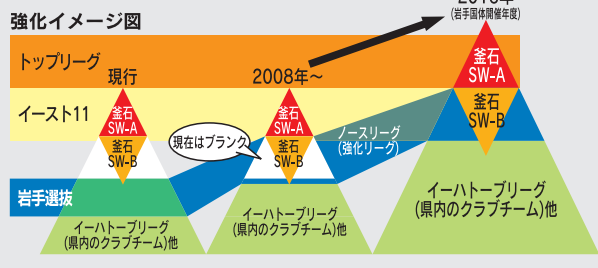 強化イメージ図
(岩手国体開催年度)
トップリーグ
現行
2008年～
釜石
SW-A
イースト11
釜石
SW-A
釜石
SW-A
釜石
SW-B
現在はブランク
釜石
SW-B
釜石
SW-B
ノースリーグ
(強化リーグ)
岩手選抜
イーハトーブリーグ
(県内のクラブチーム)他
イーハトーブリーグ
(県内のクラブチーム)他
イーハトーブリーグ
(県内のクラブチーム)他